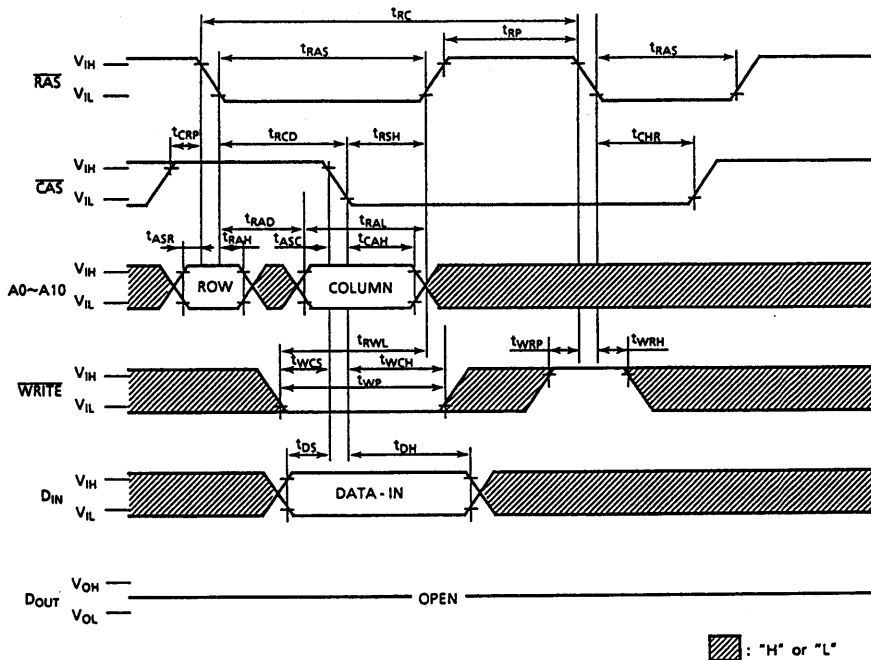 tRC
tRAS tRP tRAS
RAS VIH
VIL
tCRP tRCD tRSH tCHR
CAS VIH
VIL
tRAD tRAL
tASR tRAH tASC tCAH
A0~A10 VIH
VIL
ROW COLUMN
tRWL tWRP tWRH
tWCS tWCH
tWP
WRITE VIH
VIL
tDS tDH
DIN VIH
VIL
DATA - IN
DOUT VOH
VOL
OPEN
: "H" or "L"